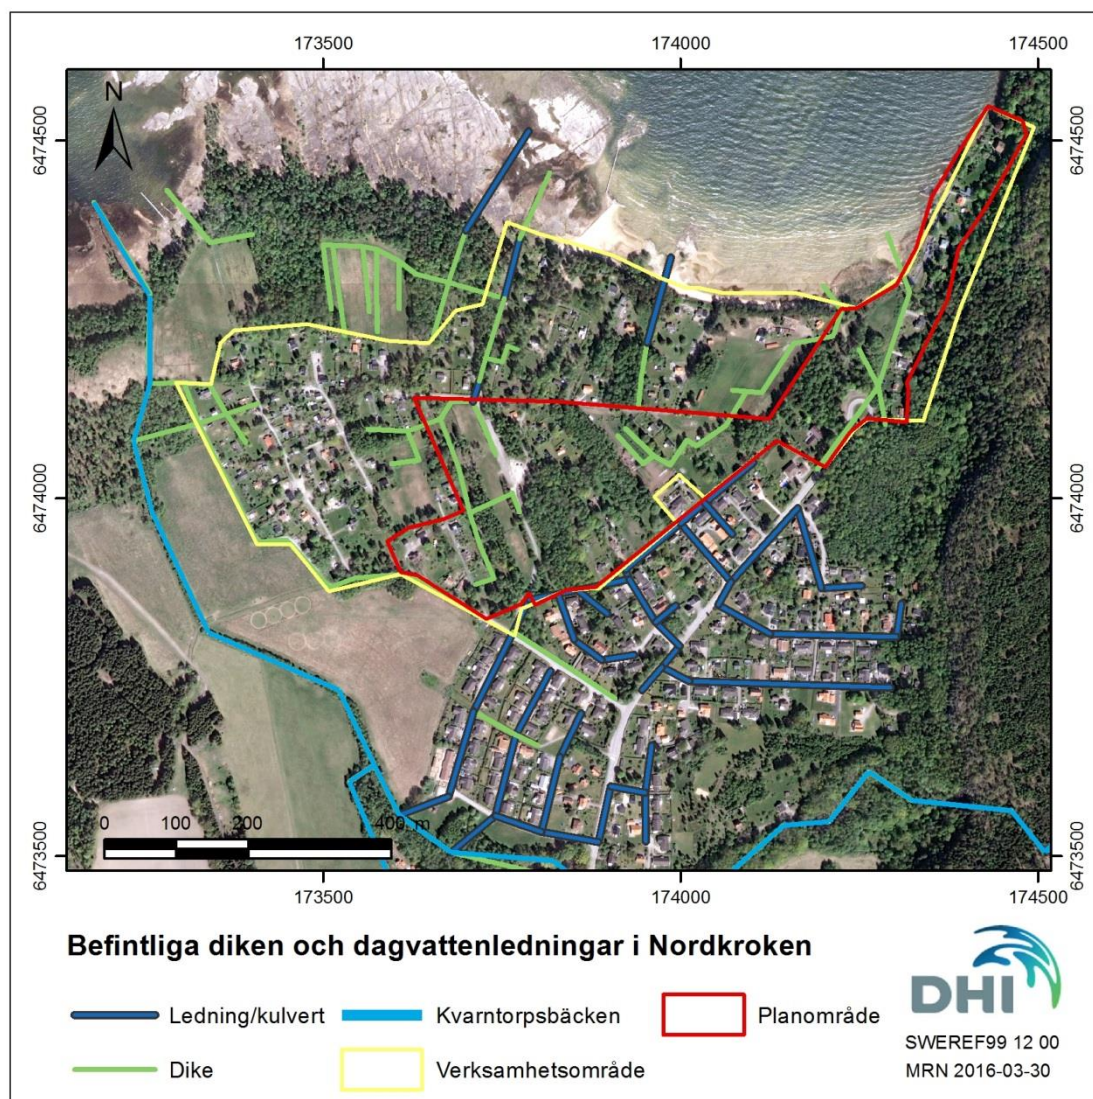 173500 174000 174500
N
6474500 6474500
6474000 6474000
0 100 200 400 m
6473500 6473500
173500 174000 174500
Befintliga diken och dagvattenledningar i Nordkroken
Ledning/kulvert Kvarntorpsbäcken Planområde
Dike Verksamhetsområde
DHI
SWEREF99 12 00
MRN 2016-03-30